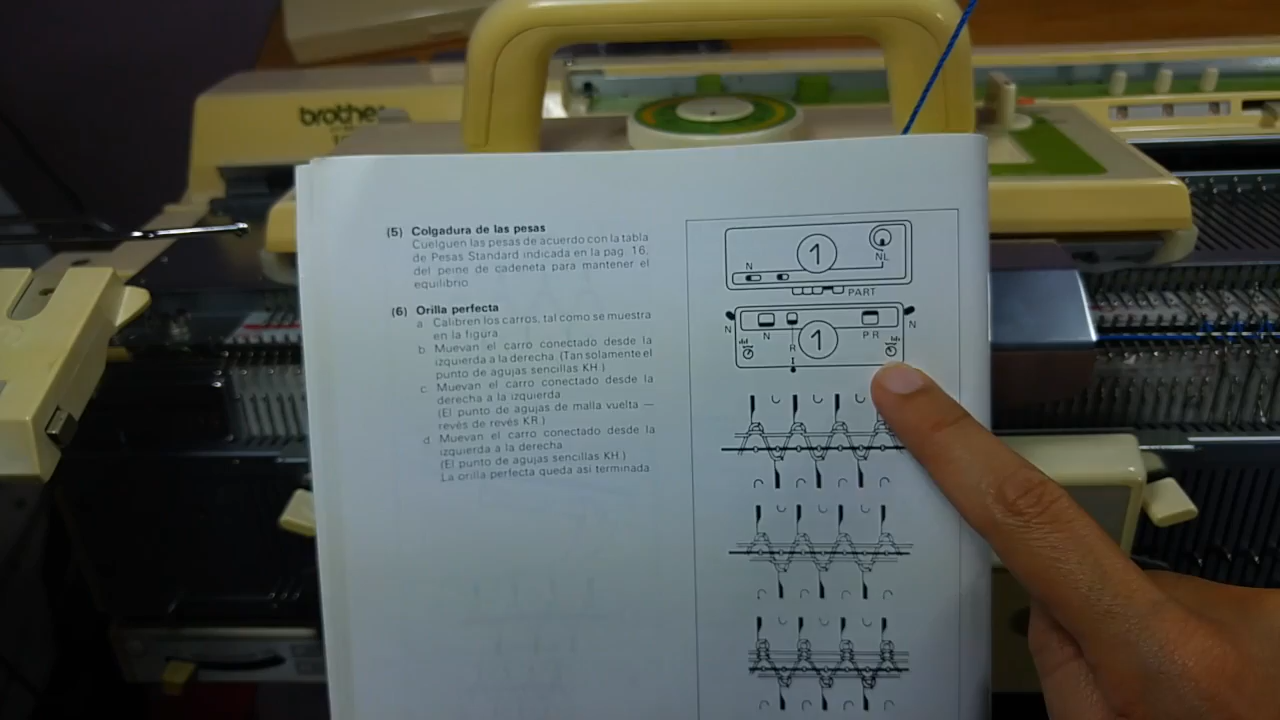 brother
(5) Colgadura de las pesas
Cuelguen las pesas de acuerdo con la tabla
de Pesas Standard indicada en la pag. 16,
del peine de cadeneta para mantener el
equilibrio
(6) Orilla perfecta
a Calibren los carros, tal como se muestra
en la figura
b. Muevan el carro conectado desde la
izquierda a la derecha. (Tan solamente el
punto de agujas sencillas KH.)
c. Muevan el carro conectado desde la
derecha a la izquierda
(El punto de agujas de malla vuelta —
revés de revés KR.)
d. Muevan el carro conectado desde la
izquierda a la derecha
(El punto de agujas sencillas KH.)
La orilla perfecta queda asi terminada
1
N
NL
PART
N
N
N
R
1
P R
I